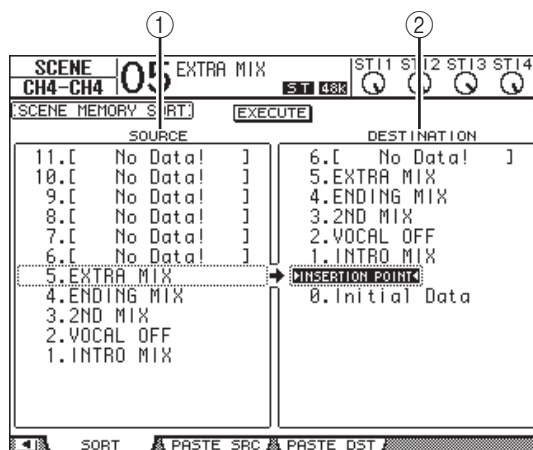 ① ②
SCENE 05 EXTRA MIX ST 48K ST11 ST12 ST13 ST14
CH4-CH4
SCENE MEMORY SORT EXECUTE
SOURCE
11.[ No Data! ]
10.[ No Data! ]
9.[ No Data! ]
8.[ No Data! ]
7.[ No Data! ]
6.[ No Data! ]
5.EXTRA MIX
4.ENDING MIX
3.2ND MIX
2.VOCAL OFF
1.INTRO MIX
DESTINATION
6.[ No Data! ]
5.EXTRA MIX
4.ENDING MIX
3.2ND MIX
2.VOCAL OFF
1.INTRO MIX
INSERTION POINT
0.Initial Data
SORT PASTE SRC PASTE DST